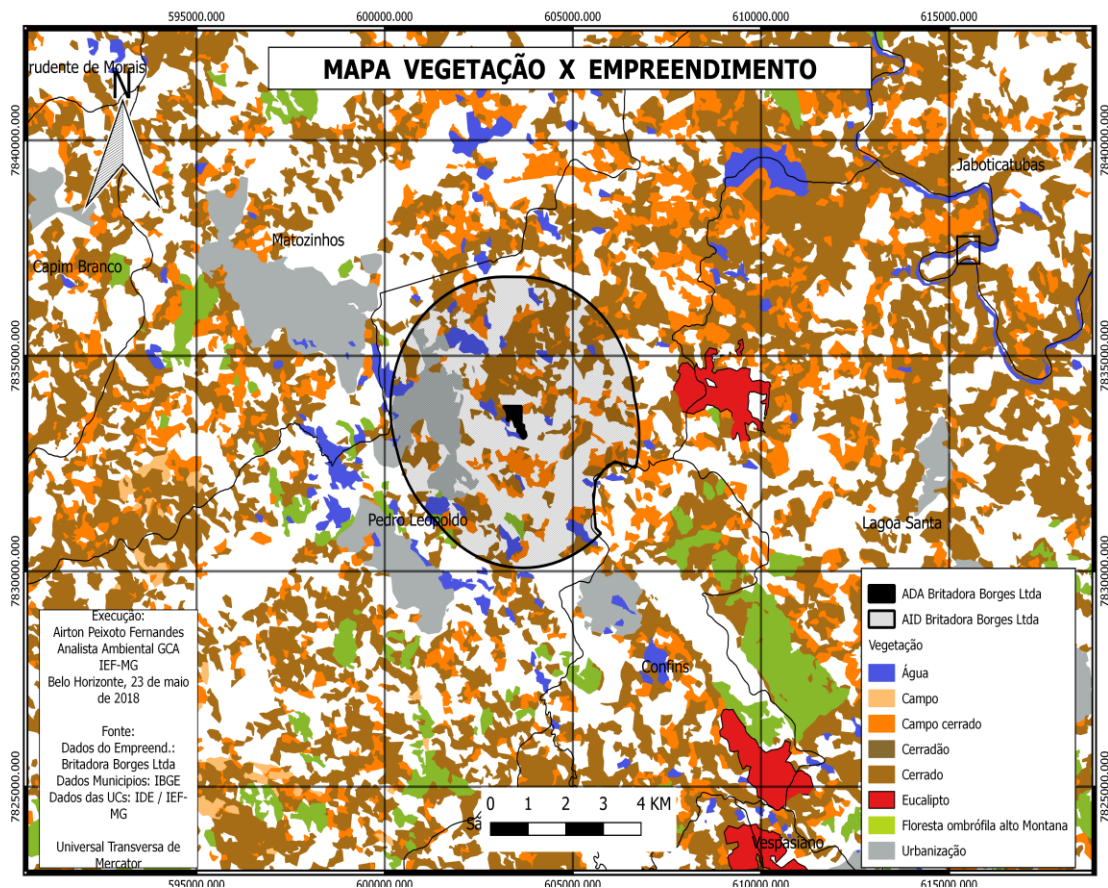 595000.000 600000.000 605000.000 610000.000 615000.000
MAPA VEGETAÇÃO X EMPREENDIMENTO
rudente de Morais
N
7840000.000 7840000.000
Jaboticatubas
Matozinhos
Capim Branco
7835000.000 7835000.000
Pedro Leopoldo
Lagoa Santa
7830000.000 7830000.000
Confins
7825000.000 7825000.000
Vespasiano
Execução:
Airton Peixoto Fernandes
Analista Ambiental GCA
IEF-MG
Belo Horizonte, 23 de maio
de 2018
Fonte:
Dados do Empreend.:
Britadora Borges Ltda
Dados Municipios: IBGE
Dados das UCs: IDE / IEF-
MG
Universal Transversa de
Mercator
0 1 2 3 4 KM
ADA Britadora Borges Ltda
AID Britadora Borges Ltda
Vegetação
Água
Campo
Campo cerrado
Cerradão
Cerrado
Eucalipto
Floresta ombrófila alto Montana
Urbanização
595000.000 600000.000 605000.000 610000.000 615000.000